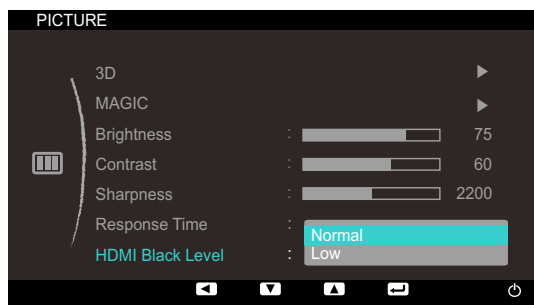 PICTURE
3D
MAGIC
Brightness : 75
Contrast : 60
Sharpness : 2200
Response Time :
Normal
HDMI Black Level : Low